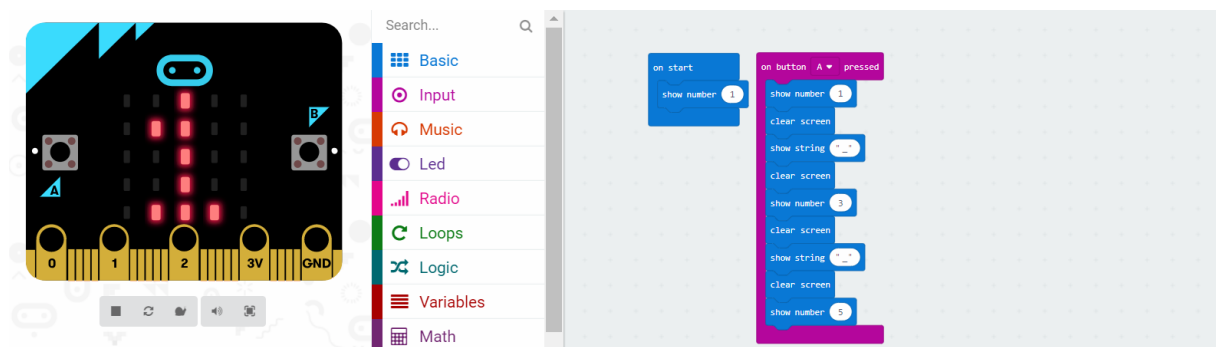 B
A
0 1 2 3V GND
Search...
Basic
Input
Music
Led
Radio
Loops
Logic
Variables
Math
on start
show number 1
on button A pressed
show number 1
clear screen
show string "_"
clear screen
show number 3
clear screen
show string "_"
clear screen
show number 5